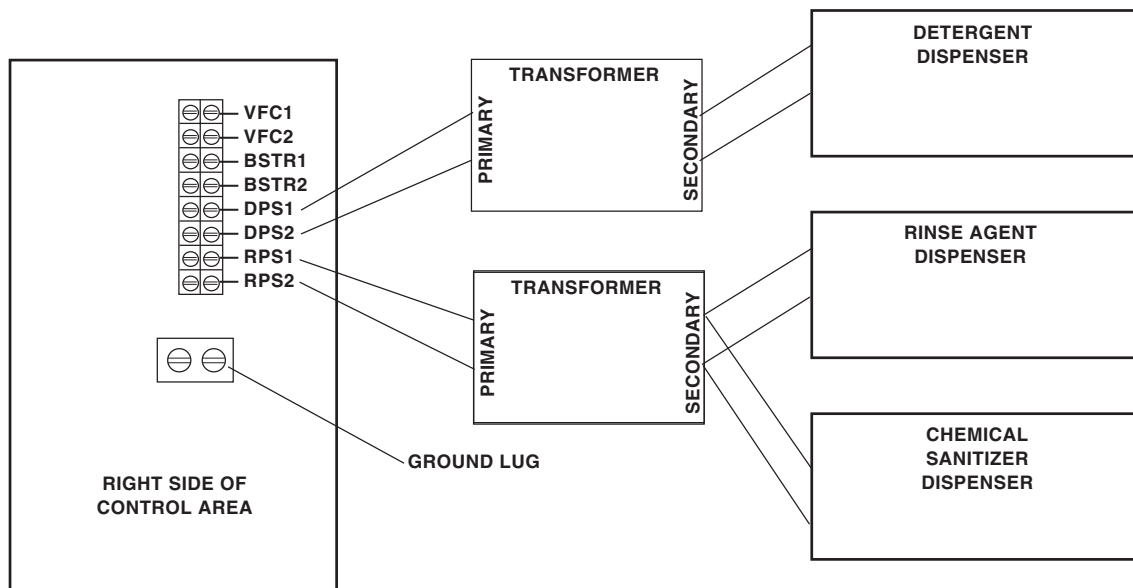 VFC1
VFC2
BSTR1
BSTR2
DPS1
DPS2
RPS1
RPS2
GROUND LUG
RIGHT SIDE OF
CONTROL AREA
TRANSFORMER
PRIMARY
SECONDARY
TRANSFORMER
PRIMARY
SECONDARY
DETERGENT
DISPENSER
RINSE AGENT
DISPENSER
CHEMICAL
SANITIZER
DISPENSER